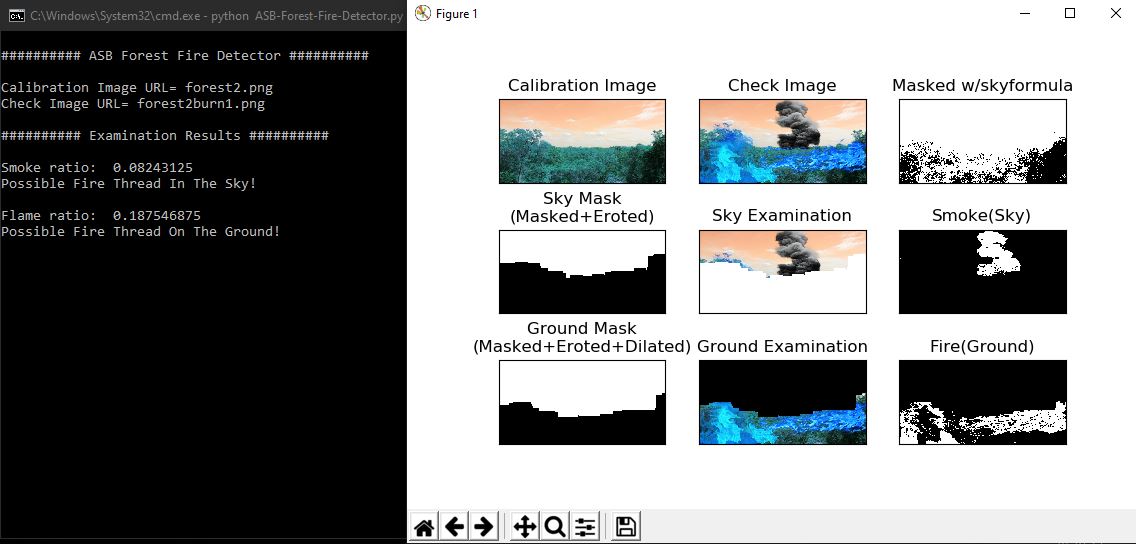 C:\Windows\System32\cmd.exe - python  ASB-Forest-Fire-Detector.py
########## ASB Forest Fire Detector ##########
Calibration Image URL= forest2.png
Check Image URL= forest2burn1.png
########## Examination Results ##########
Smoke ratio:  0.08243125
Possible Fire Thread In The Sky!
Flame ratio:  0.187546875
Possible Fire Thread On The Ground!
Figure 1
Calibration Image
Check Image
Masked w/skyformula
Sky Mask
(Masked+Eroted)
Sky Examination
Smoke(Sky)
Ground Mask
(Masked+Eroted+Dilated)
Ground Examination
Fire(Ground)